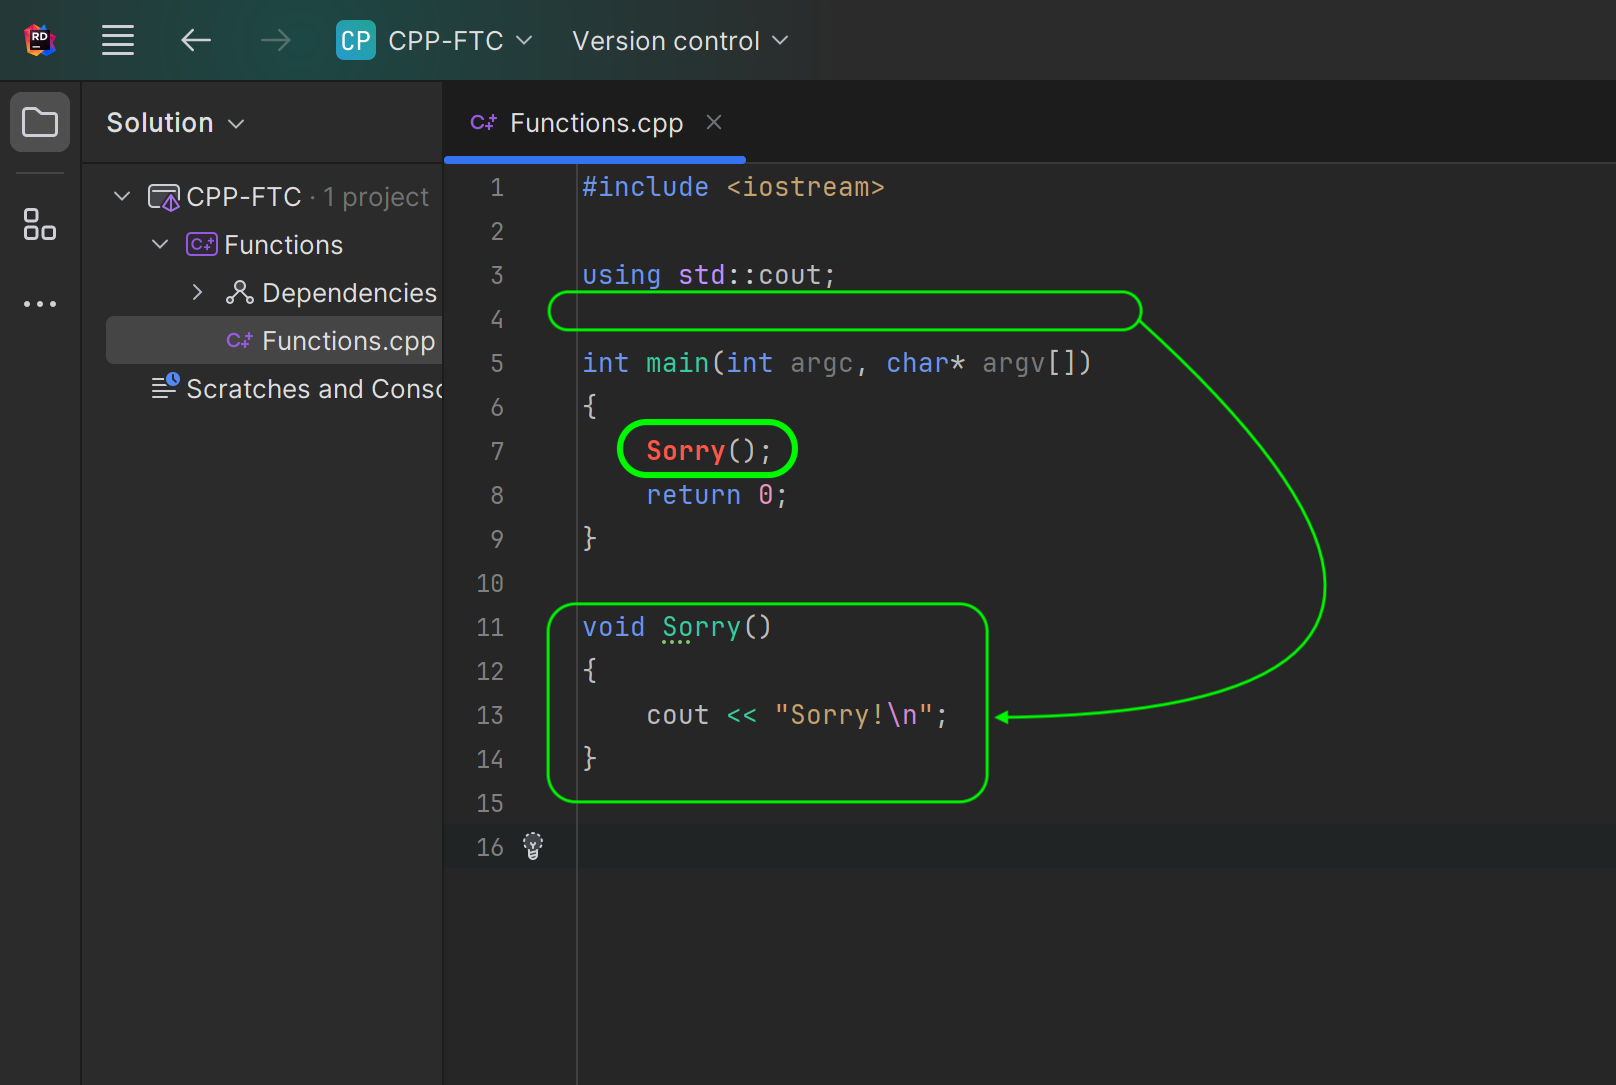 RD
CP CPP-FTC Version control
Solution
Functions.cpp
CPP-FTC · 1 project
Functions
Dependencies
Functions.cpp
Scratches and Conso
1 #include <iostream>
2
3 using std::cout;
4
5 int main(int argc, char* argv[])
6 {
7 Sorry();
8 return 0;
9 }
10
11 void Sorry()
12 {
13 cout << "Sorry!\n";
14 }
15
16